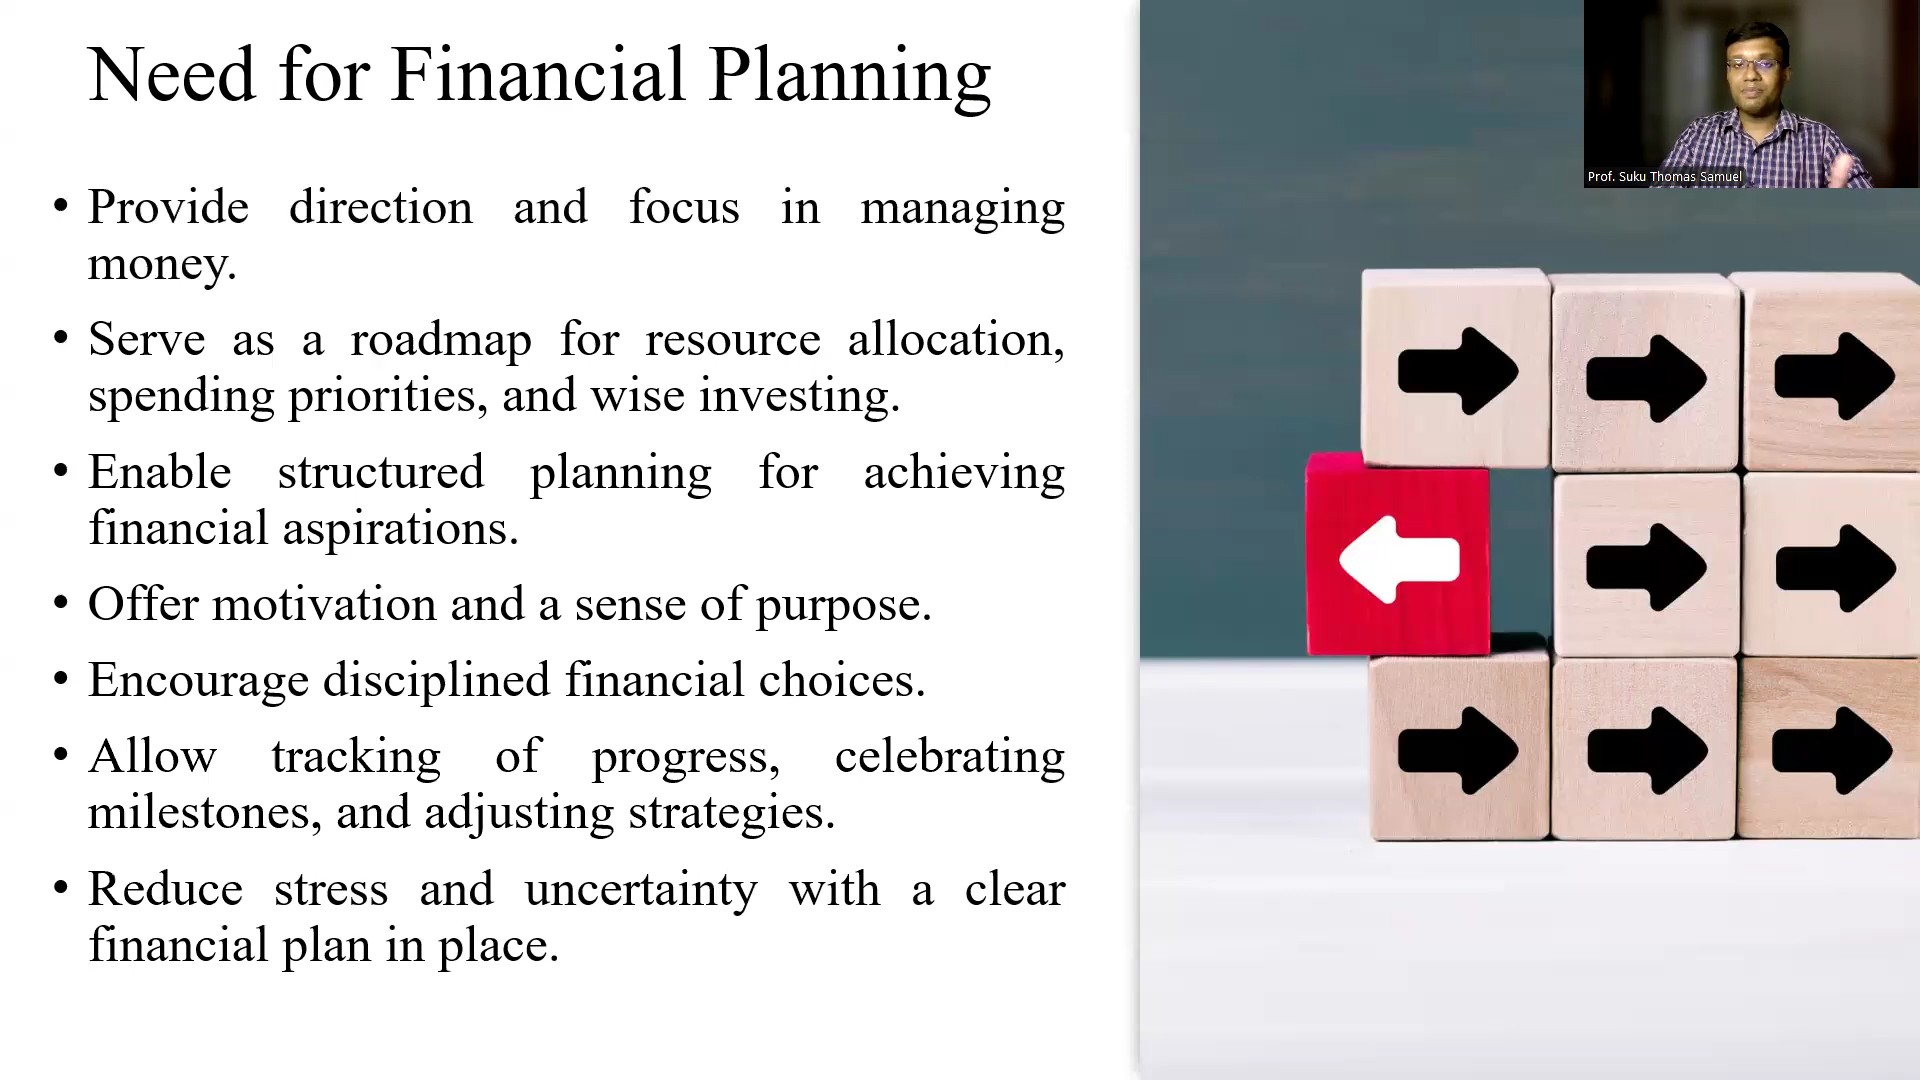 Need for Financial Planning
Prof. Suku Thomas Samuel
• Provide direction and focus in managing
money.
• Serve as a roadmap for resource allocation,
spending priorities, and wise investing.
• Enable structured planning for achieving
financial aspirations.
• Offer motivation and a sense of purpose.
• Encourage disciplined financial choices.
• Allow tracking of progress, celebrating
milestones, and adjusting strategies.
• Reduce stress and uncertainty with a clear
financial plan in place.